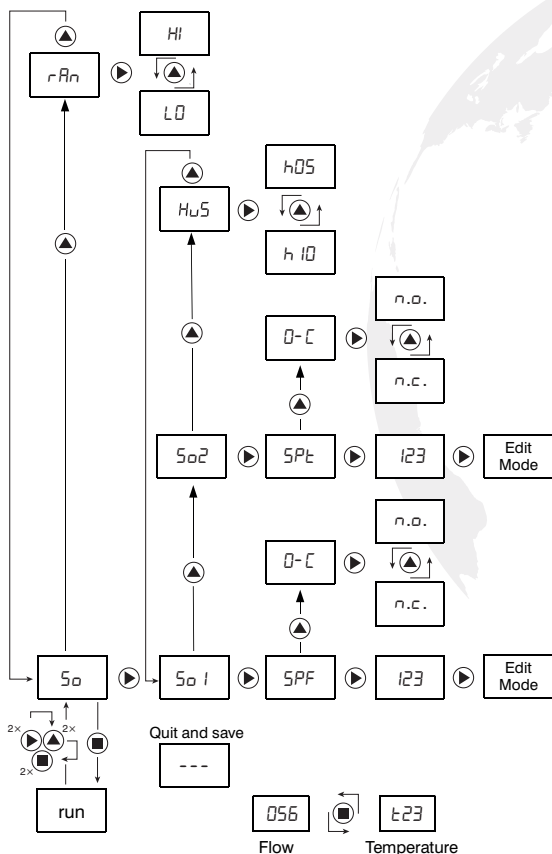 HI
rAn
LO
h05
HuS
h10
n.o.
O-C
n.c.
So2
SPt
123
Edit
Mode
n.o.
O-C
n.c.
So
So1
SPF
123
Edit
Mode
2×
2×
2×
Quit and save
---
run
056
t23
Flow
Temperature